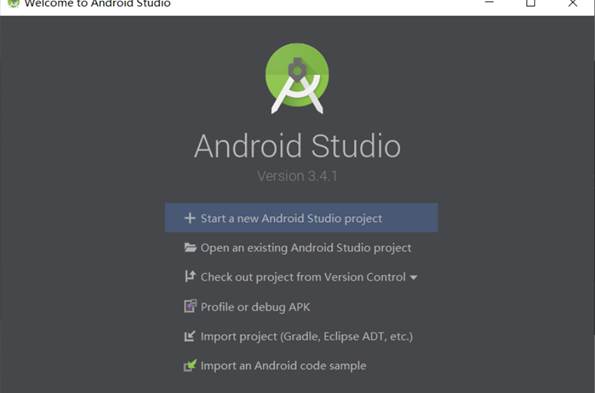 Welcome to Android Studio
Android Studio
Version 3.4.1
Start a new Android Studio project
Open an existing Android Studio project
Check out project from Version Control
Profile or debug APK
Import project (Gradle, Eclipse ADT, etc.)
Import an Android code sample